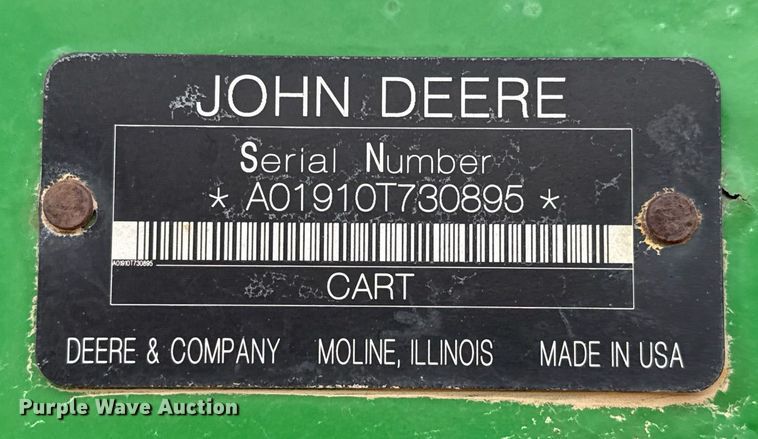 JOHN DEERE
Serial Number
* A01910T730895 *
A01910T730895
CART
DEERE & COMPANY MOLINE, ILLINOIS MADE IN USA
Purple Wave Auction